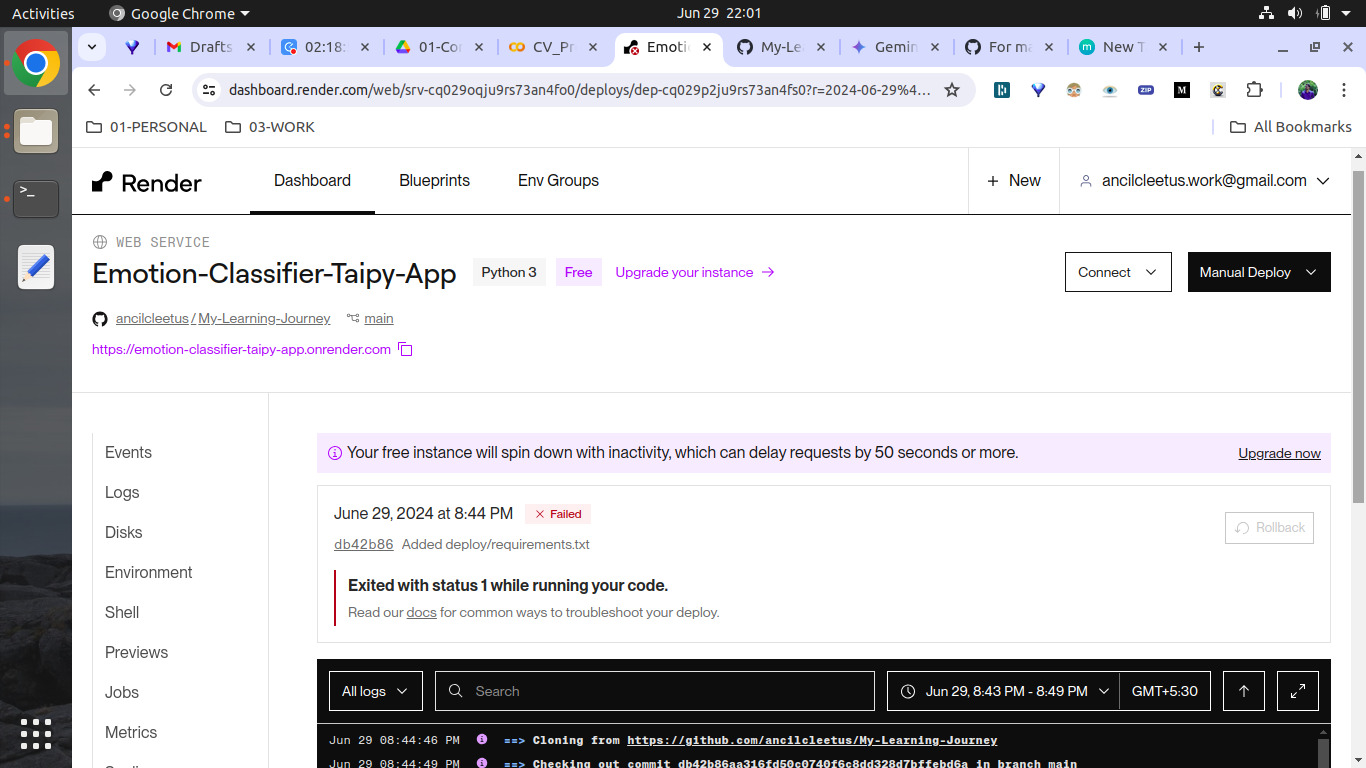 Activities Google Chrome Jun 29 22:01
Drafts 02:18: 01-Co CV_Pr Emoti My-Le Gemin For ma New T
dashboard.render.com/web/srv-cq029oqju9rs73an4fo0/deploys/dep-cq029p2ju9rs73an4fs0?r=2024-06-29%4...
ZIP M
01-PERSONAL 03-WORK All Bookmarks
Render Dashboard Blueprints Env Groups + New ancilcleetus.work@gmail.com
WEB SERVICE
Emotion-Classifier-Taipy-App Python 3 Free Upgrade your instance → Connect Manual Deploy
ancilcleetus / My-Learning-Journey main
https://emotion-classifier-taipy-app.onrender.com
Your free instance will spin down with inactivity, which can delay requests by 50 seconds or more. Upgrade now
Events
Logs
Disks
Environment
Shell
Previews
Jobs
Metrics
June 29, 2024 at 8:44 PM Failed
Rollback
db42b86 Added deploy/requirements.txt
Exited with status 1 while running your code.
Read our docs for common ways to troubleshoot your deploy.
All logs Search Jun 29, 8:43 PM - 8:49 PM GMT+5:30
Jun 29 08:44:46 PM ==> Cloning from https://github.com/ancilcleetus/My-Learning-Journey
Jun 29 08:44:49 PM ==> Checking out commit db42b86aa316fd50c0740f6c8dd328d7bffebd6a in branch main